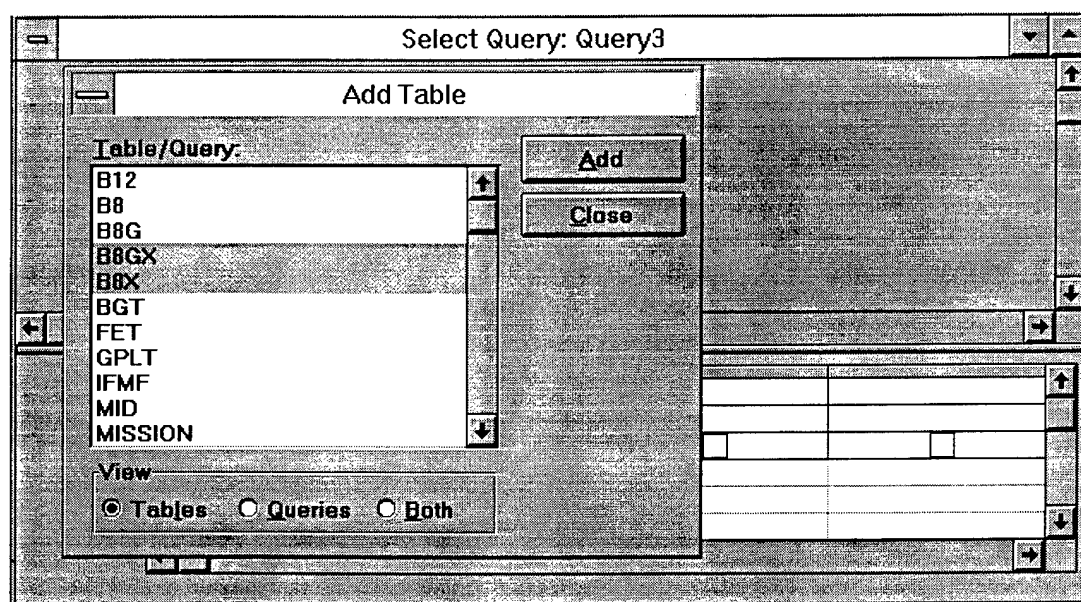 Select Query: Query3
Add Table
Table/Query:
Add
B12
B8
Close
B8G
B8GX
B8X
BGT
FET
GPLT
IFMF
MID
MISSION
View
Tables Queries Both